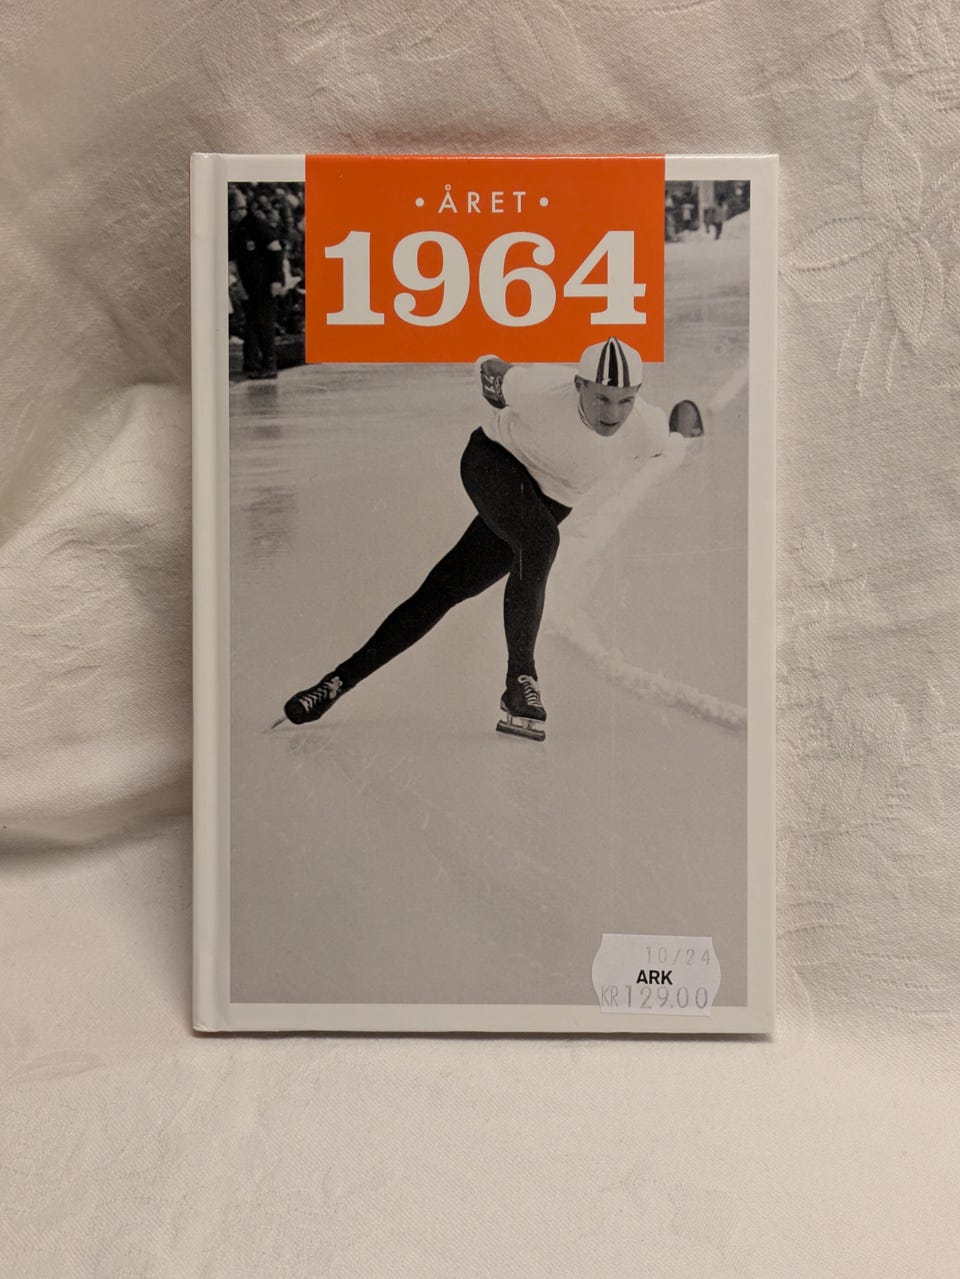 • ÅRET •
1964
10/24
ARK
KR 129.00